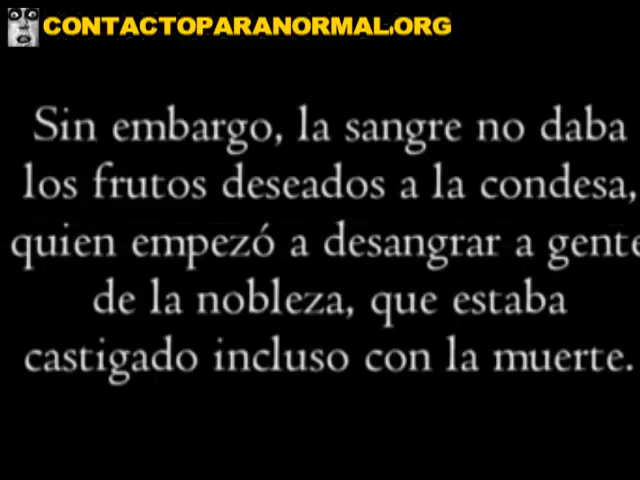 CONTACTOPARANORMAL.ORG
Sin embargo, la sangre no daba
los frutos deseados a la condesa,
quien empezó a desangrar a gente
de la nobleza, que estaba
castigado incluso con la muerte.